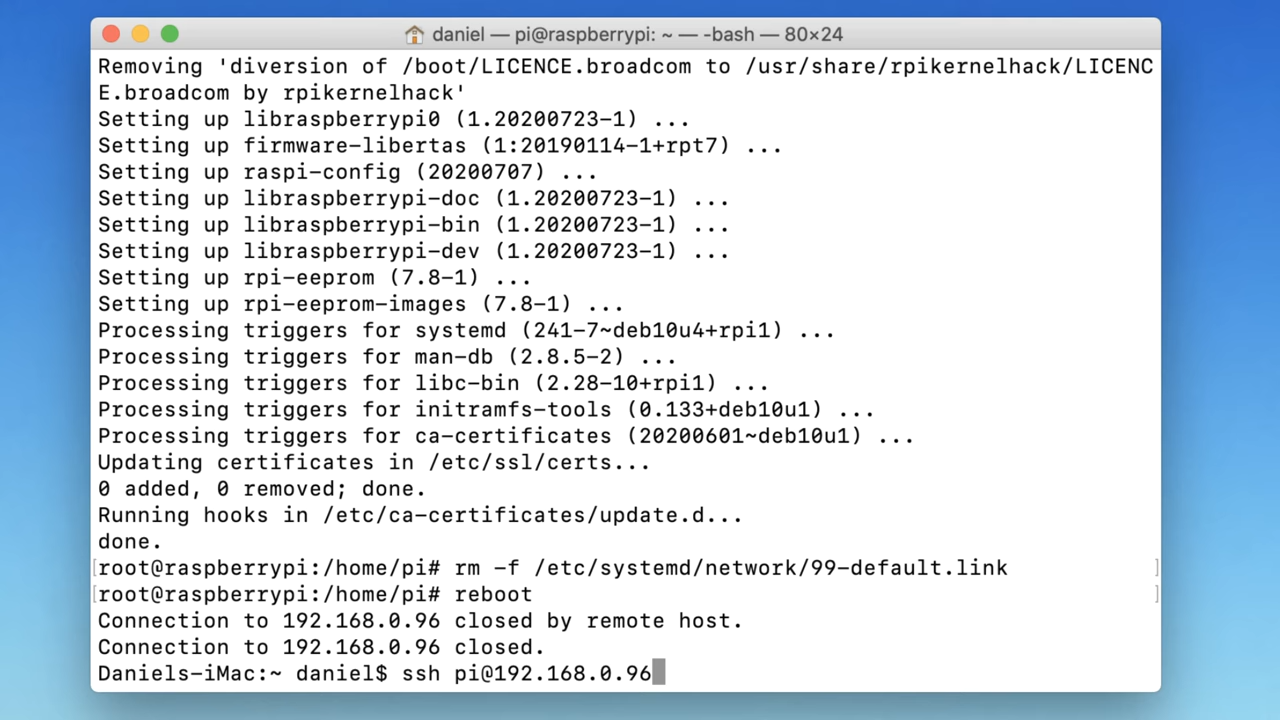 daniel — pi@raspberrypi: ~ — -bash — 80×24
Removing 'diversion of /boot/LICENCE.broadcom to /usr/share/rpikernelhack/LICENC
E.broadcom by rpikernelhack'
Setting up libraspberrypi0 (1.20200723-1) ...
Setting up firmware-libertas (1:20190114-1+rpt7) ...
Setting up raspi-config (20200707) ...
Setting up libraspberrypi-doc (1.20200723-1) ...
Setting up libraspberrypi-bin (1.20200723-1) ...
Setting up libraspberrypi-dev (1.20200723-1) ...
Setting up rpi-eeprom (7.8-1) ...
Setting up rpi-eeprom-images (7.8-1) ...
Processing triggers for systemd (241-7~deb10u4+rpi1) ...
Processing triggers for man-db (2.8.5-2) ...
Processing triggers for libc-bin (2.28-10+rpi1) ...
Processing triggers for initramfs-tools (0.133+deb10u1) ...
Processing triggers for ca-certificates (20200601~deb10u1) ...
Updating certificates in /etc/ssl/certs...
0 added, 0 removed; done.
Running hooks in /etc/ca-certificates/update.d...
done.
[root@raspberrypi:/home/pi# rm -f /etc/systemd/network/99-default.link ]
[root@raspberrypi:/home/pi# reboot ]
Connection to 192.168.0.96 closed by remote host.
Connection to 192.168.0.96 closed.
Daniels-iMac:~ daniel$ ssh pi@192.168.0.96